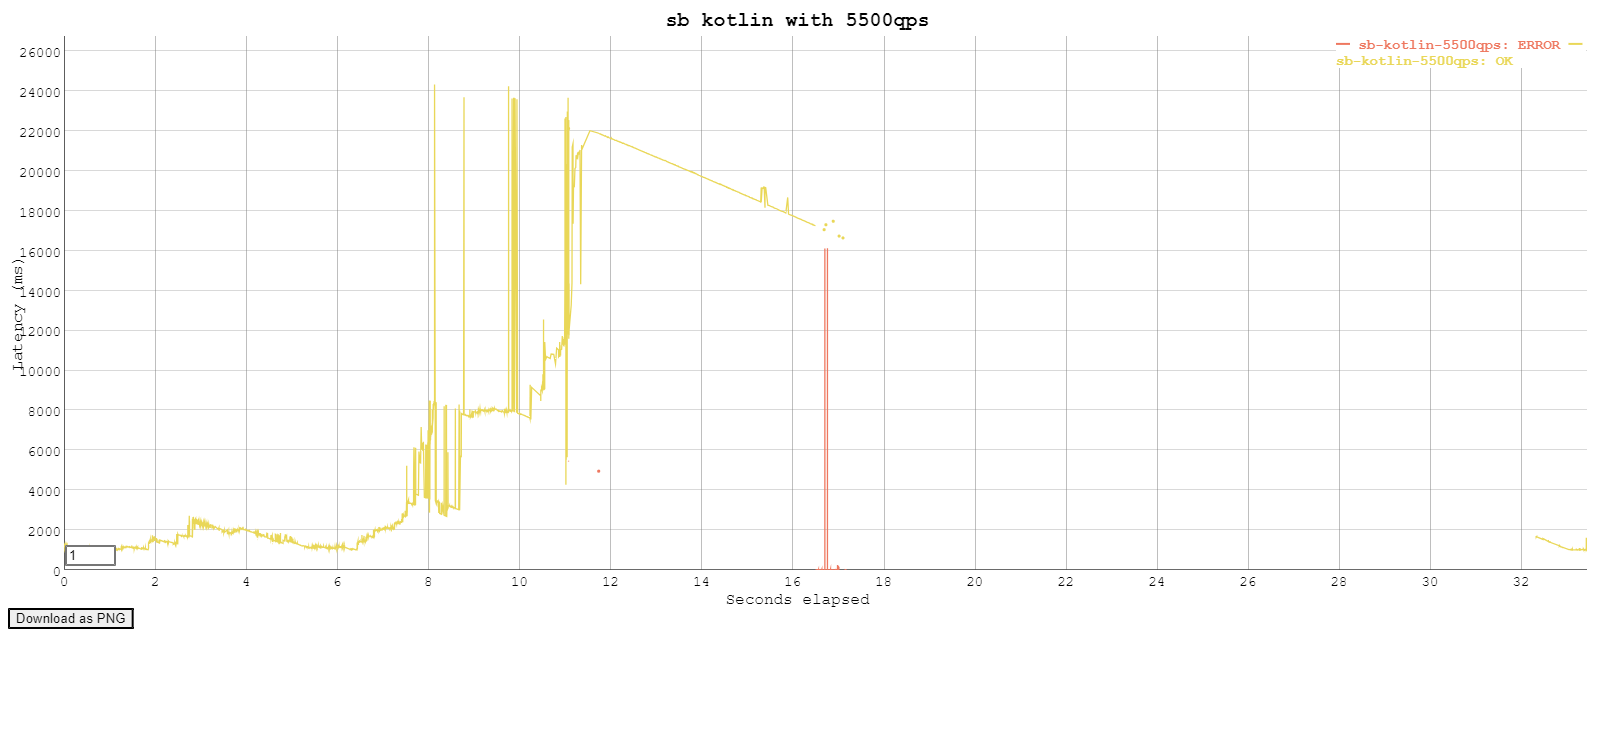 sb kotlin with 5500qps
sb-kotlin-5500qps: ERROR
sb-kotlin-5500qps: OK
26000
24000
22000
20000
18000
16000
14000
12000
10000
8000
6000
4000
2000
0
Latency (ms)
1
0 2 4 6 8 10 12 14 16 18 20 22 24 26 28 30 32
Seconds elapsed
Download as PNG